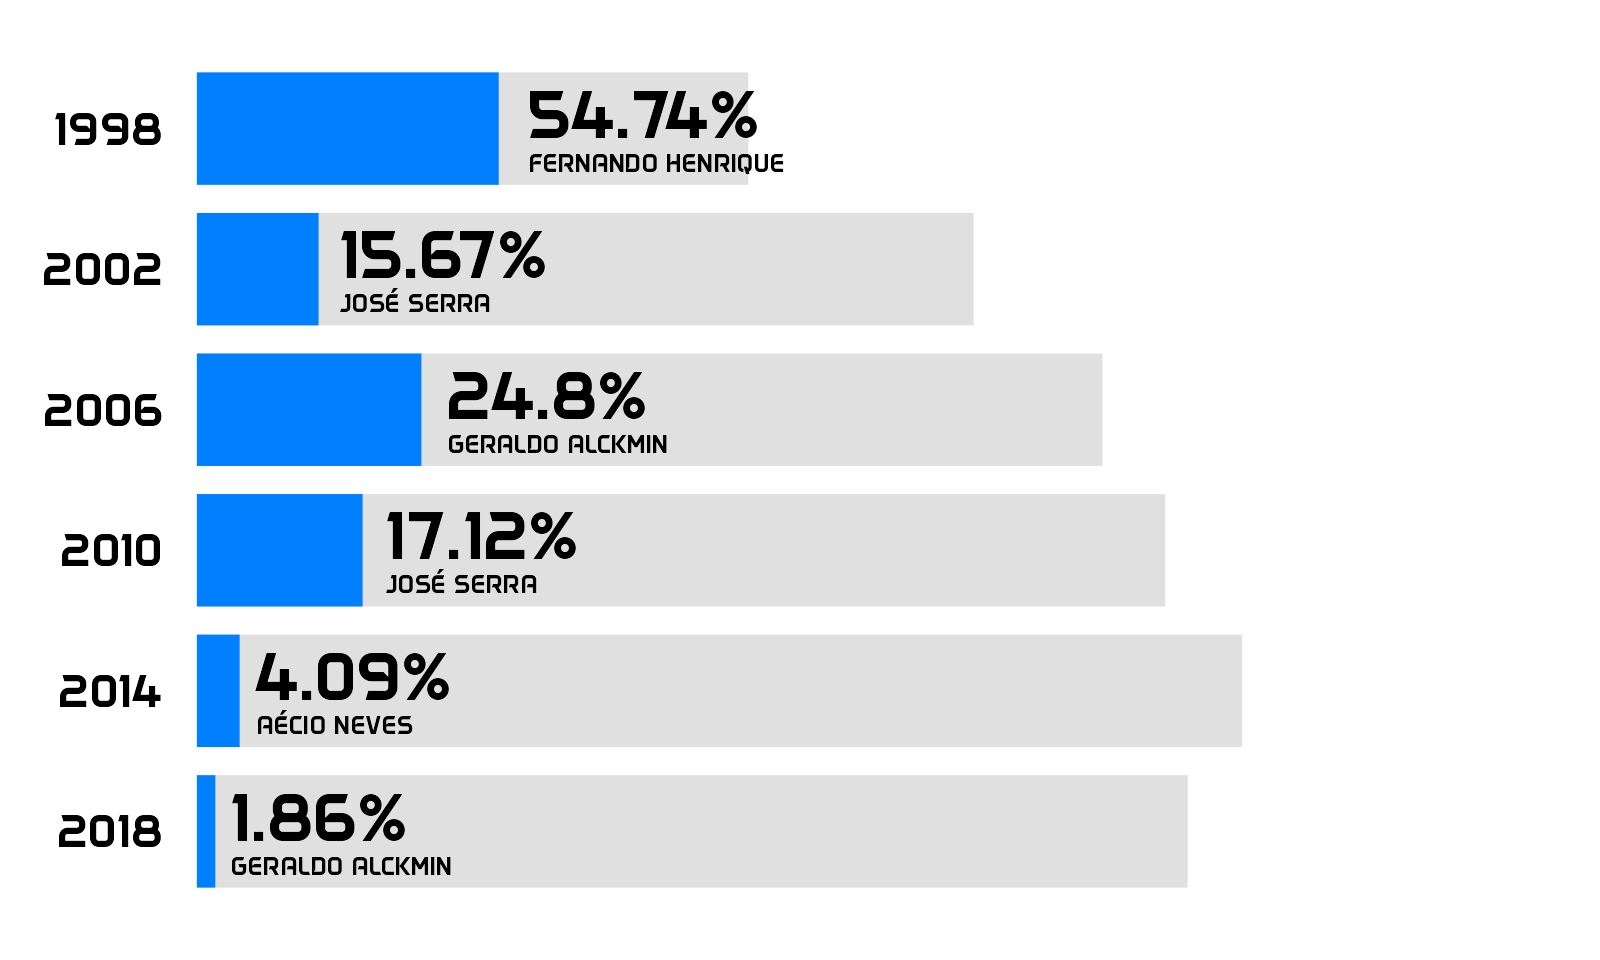 1998
54.74%
FERNANDO HENRIQUE
2002
15.67%
JOSÉ SERRA
2006
24.8%
GERALDO ALCKMIN
2010
17.12%
JOSÉ SERRA
2014
4.09%
AÉCIO NEVES
2018
1.86%
GERALDO ALCKMIN